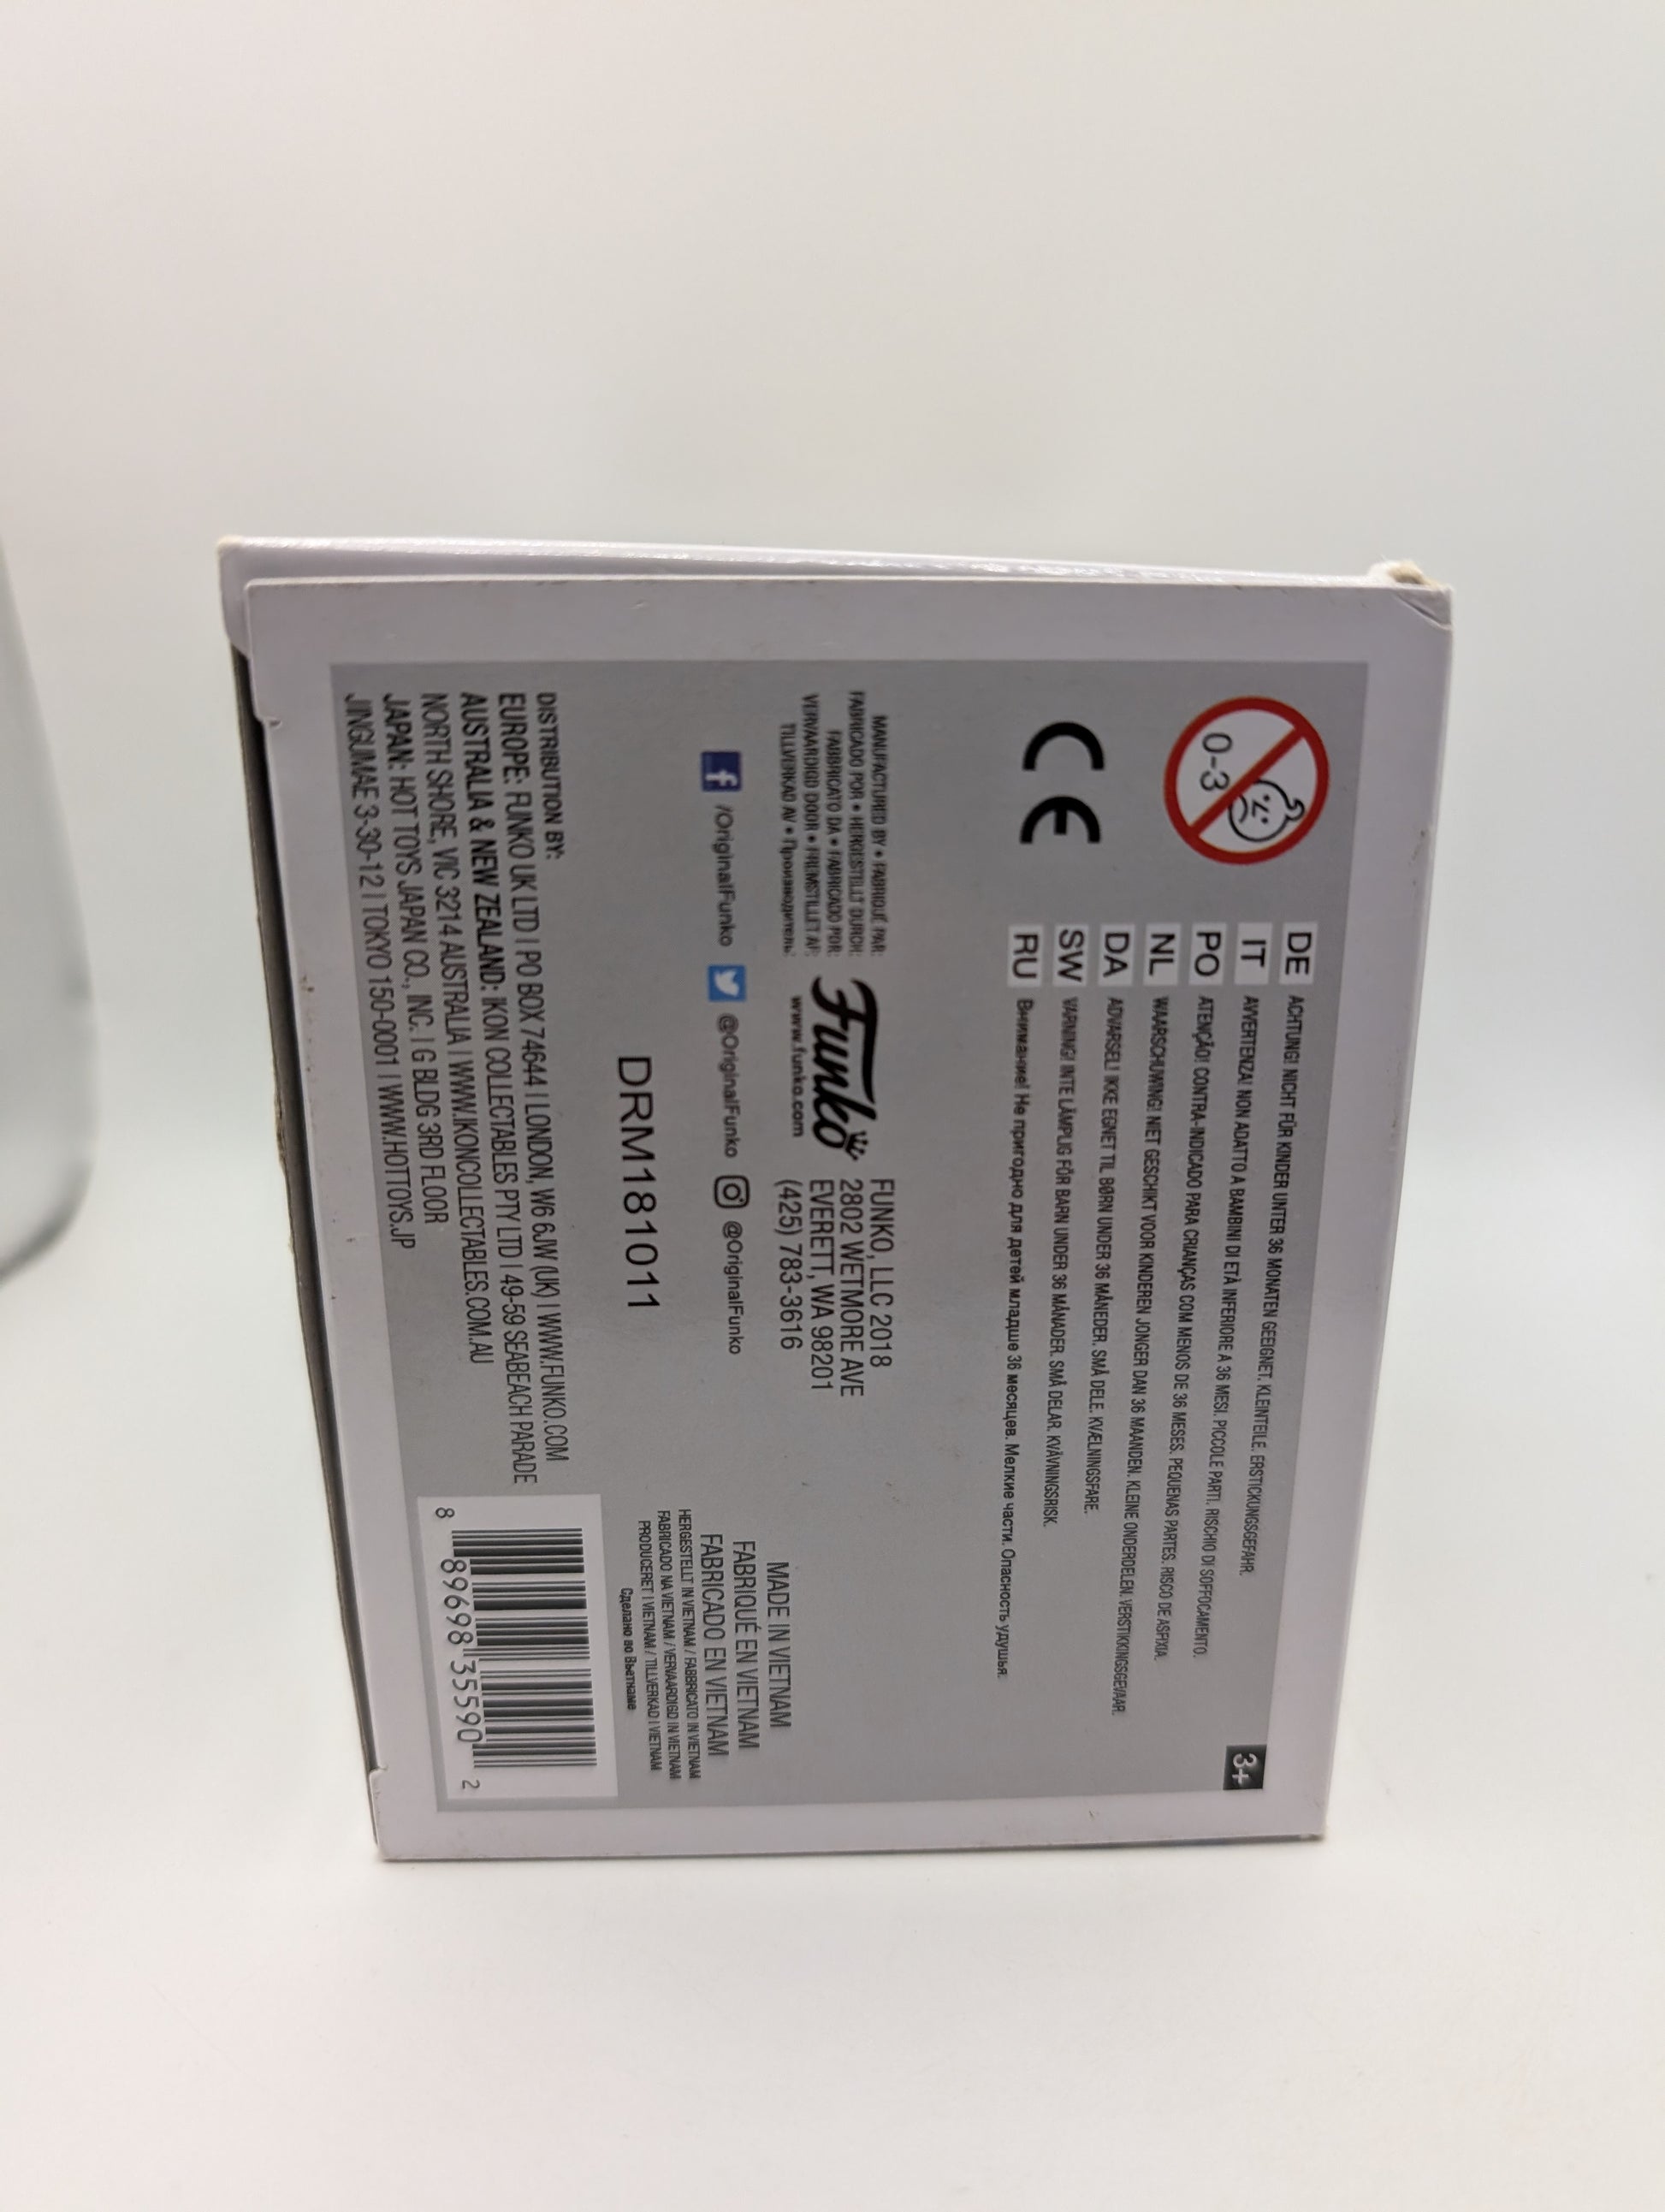 0-3
DE ACHTUNG! NICHT FÜR KINDER UNTER 36 MONATEN GEEIGNET. KLEINTEILE. ERSTICKUNGSGEFAHR.
IT AVVERTENZA! NON ADATTO A BAMBINI DI ETÀ INFERIORE A 36 MESI. PICCOLE PARTI. RISCHIO DI SOFFOCAMENTO.
PO ATENÇÃO! CONTRA-INDICADO PARA CRIANÇAS COM MENOS DE 36 MESES. PEQUENAS PARTES. RISCO DE ASFIXIA.
NL WAARSCHUWING! NIET GESCHIKT VOOR KINDEREN JONGER DAN 36 MAANDEN. KLEINE ONDERDELEN. VERSTIKKINGSGEVAAR.
DA ADVARSEL! IKKE EGNET TIL BØRN UNDER 36 MÅNEDER. SMÅ DELE. KVÆLNINGSFARE.
SW VARNING! INTE LÄMPLIG FÖR BARN UNDER 36 MÅNADER. SMÅ DELAR. KVÄVNINGSRISK.
RU Внимание! Не пригодно для детей младше 36 месяцев. Мелкие части. Опасность удушья.
3+
CE
MANUFACTURED BY • FABRIQUÉ PAR:
FABRICADO POR • HERGESTELLT DURCH:
FABBRICATO DA • FABRICADO POR:
VERVAARDIGD DOOR • FREMSTILLET AF:
TILLVERKAD AV • Производитель:
Funko
www.funko.com
FUNKO, LLC 2018
2802 WETMORE AVE
EVERETT, WA 98201
(425) 783-3616
/OriginalFunko @OriginalFunko @OriginalFunko
DRM181011
MADE IN VIETNAM
FABRIQUÉ EN VIETNAM
FABRICADO EN VIETNAM
HERGESTELLT IN VIETNAM / FABBRICATO IN VIETNAM
FABRICADO NA VIETNAM / VERVAARDIGD IN VIETNAM
PRODUCERET I VIETNAM / TILLVERKAD I VIETNAM
Сделано во Вьетнаме
DISTRIBUTION BY:
EUROPE: FUNKO UK LTD | PO BOX 74644 | LONDON, W6 6JW (UK) | WWW.FUNKO.COM
AUSTRALIA & NEW ZEALAND: IKON COLLECTABLES PTY LTD | 49-59 SEABEACH PARADE
NORTH SHORE, VIC 3214 AUSTRALIA | WWW.IKONCOLLECTABLES.COM.AU
JAPAN: HOT TOYS JAPAN CO., INC. | G BLDG 3RD FLOOR
JINGUMAE 3-30-12 | TOKYO 150-0001 | WWW.HOTTOYS.JP
8 89698 35590 2